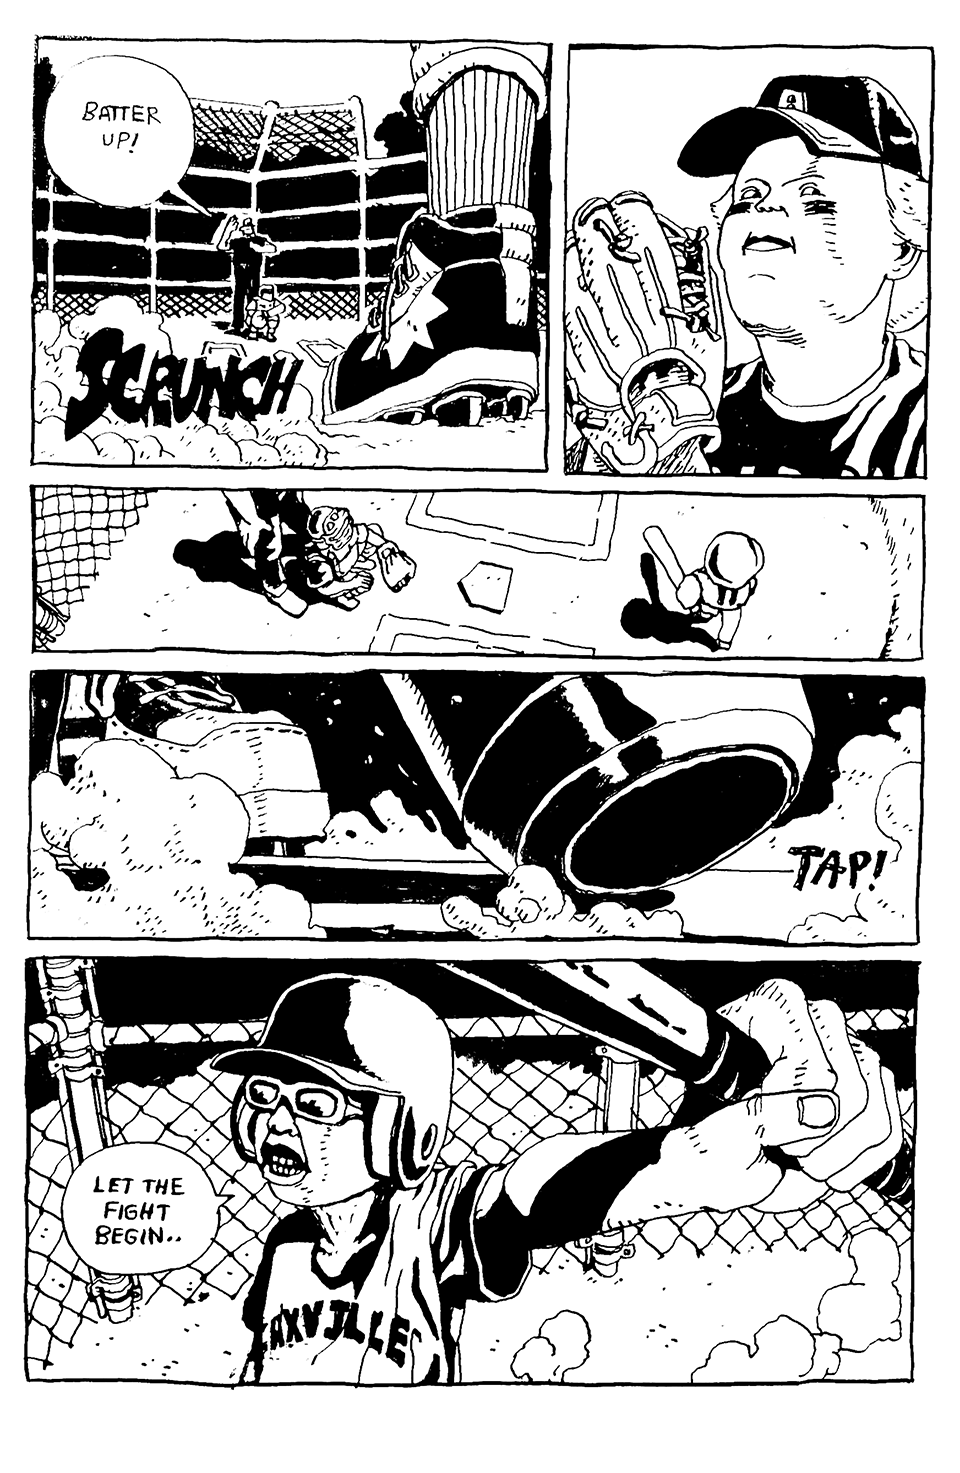 BATTER
UP!
SCRUNCH
TAP!
LET THE
FIGHT
BEGIN..